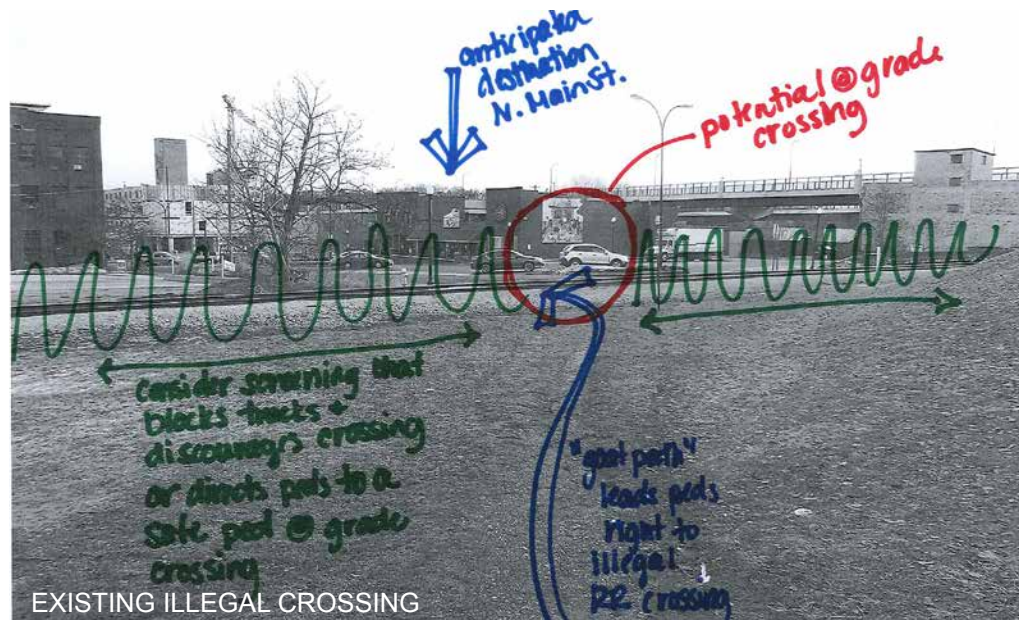 anticipated
destination
N. Main St.
potential @ grade
crossing
consider screening that
blocks tracks +
discourages crossing
or directs peds to a
safe ped @ grade
crossing
"goat path"
leads peds
right to
illegal
RR crossing
EXISTING ILLEGAL CROSSING